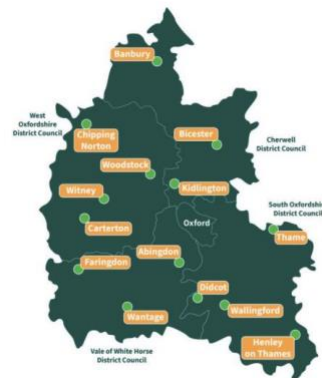 Banbury
West
Oxfordshire
District Council
Chipping
Norton
Bicester
Cherwell
District Council
Woodstock
Kidlington
Witney
South Oxfordshire
District Council
Carterton
Oxford
Thame
Abingdon
Faringdon
Didcot
Wallingford
Wantage
Henley
on Thames
Vale of White Horse
District Council